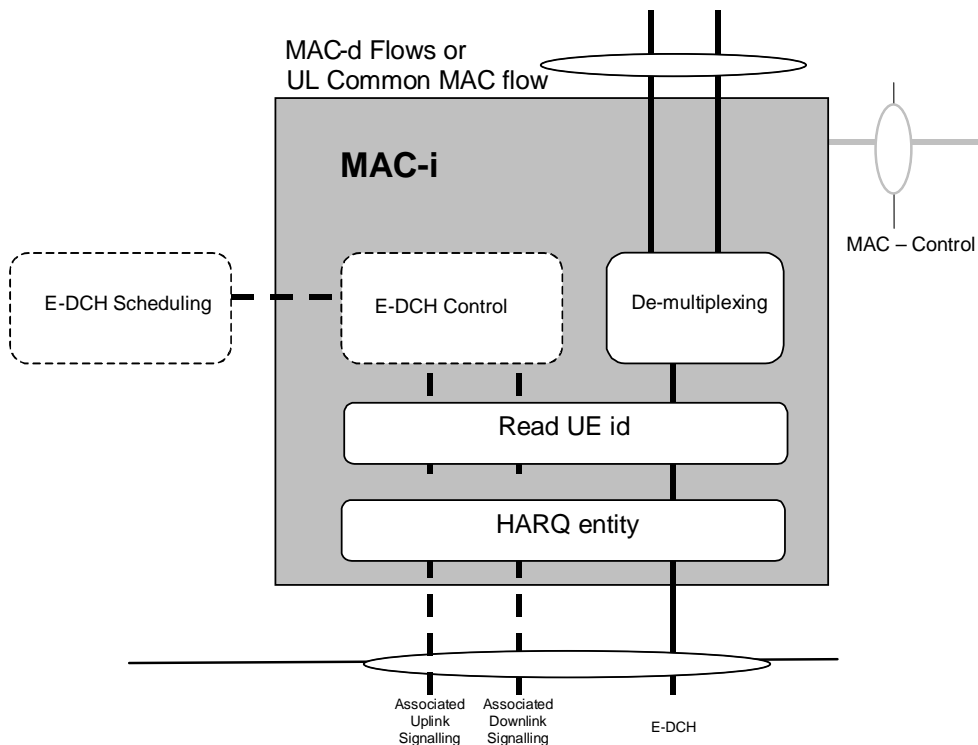 MAC-d Flows or
UL Common MAC flow
MAC-i
MAC – Control
E-DCH Scheduling
E-DCH Control
De-multiplexing
Read UE id
HARQ entity
Associated
Uplink
Signalling
Associated
Downlink
Signalling
E-DCH